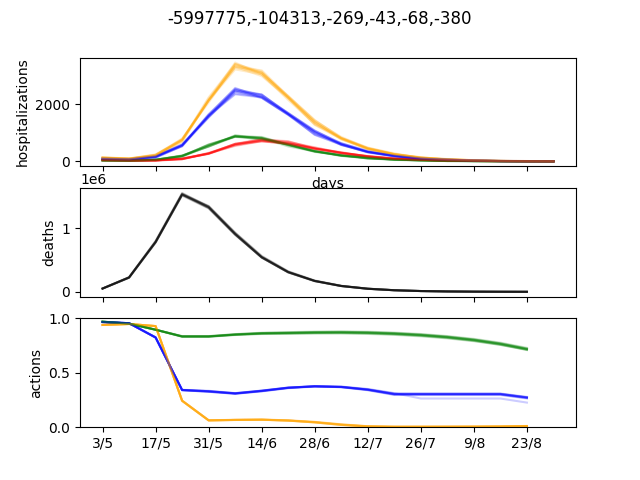 -5997775,-104313,-269,-43,-68,-380
hospitalizations
2000
0
days
1e6
deaths
1
0
actions
1.0
0.5
0.0
3/5 17/5 31/5 14/6 28/6 12/7 26/7 9/8 23/8